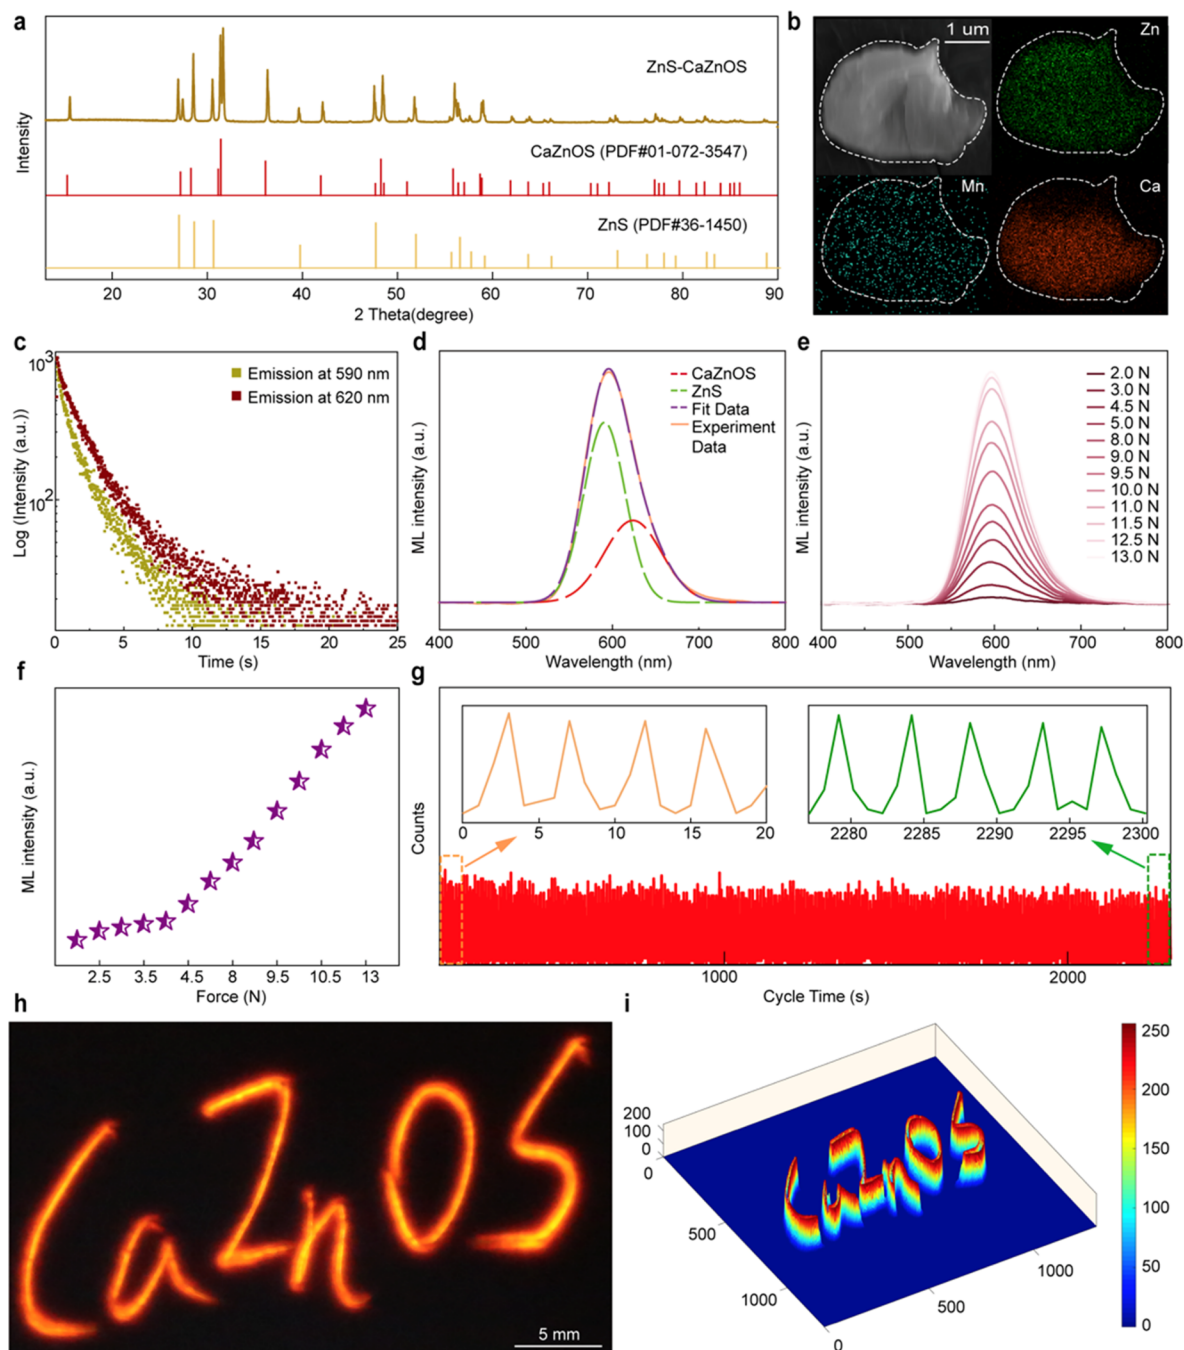 a
Intensity
ZnS-CaZnOS
CaZnOS (PDF#01-072-3547)
ZnS (PDF#36-1450)
20 30 40 50 60 70 80 90
2 Theta(degree)
b
1 um
Zn
Mn
Ca
c
Log (Intensity (a.u.))
10³
10²
Emission at 590 nm
Emission at 620 nm
0 5 10 15 20 25
Time (s)
d
ML intensity (a.u.)
CaZnOS
ZnS
Fit Data
Experiment
Data
400 500 600 700 800
Wavelength (nm)
e
ML intensity (a.u.)
2.0 N
3.0 N
4.5 N
5.0 N
8.0 N
9.0 N
9.5 N
10.0 N
11.0 N
11.5 N
12.5 N
13.0 N
400 500 600 700 800
Wavelength (nm)
f
ML intensity (a.u.)
2.5 3.5 4.5 8 9.5 10.5 13
Force (N)
g
Counts
0 5 10 15 20
2280 2285 2290 2295 2300
1000 2000
Cycle Time (s)
h
CaZnOS
5 mm
i
200
100
0
0
500
1000
0
500
1000
CaZnOS
250
200
150
100
50
0